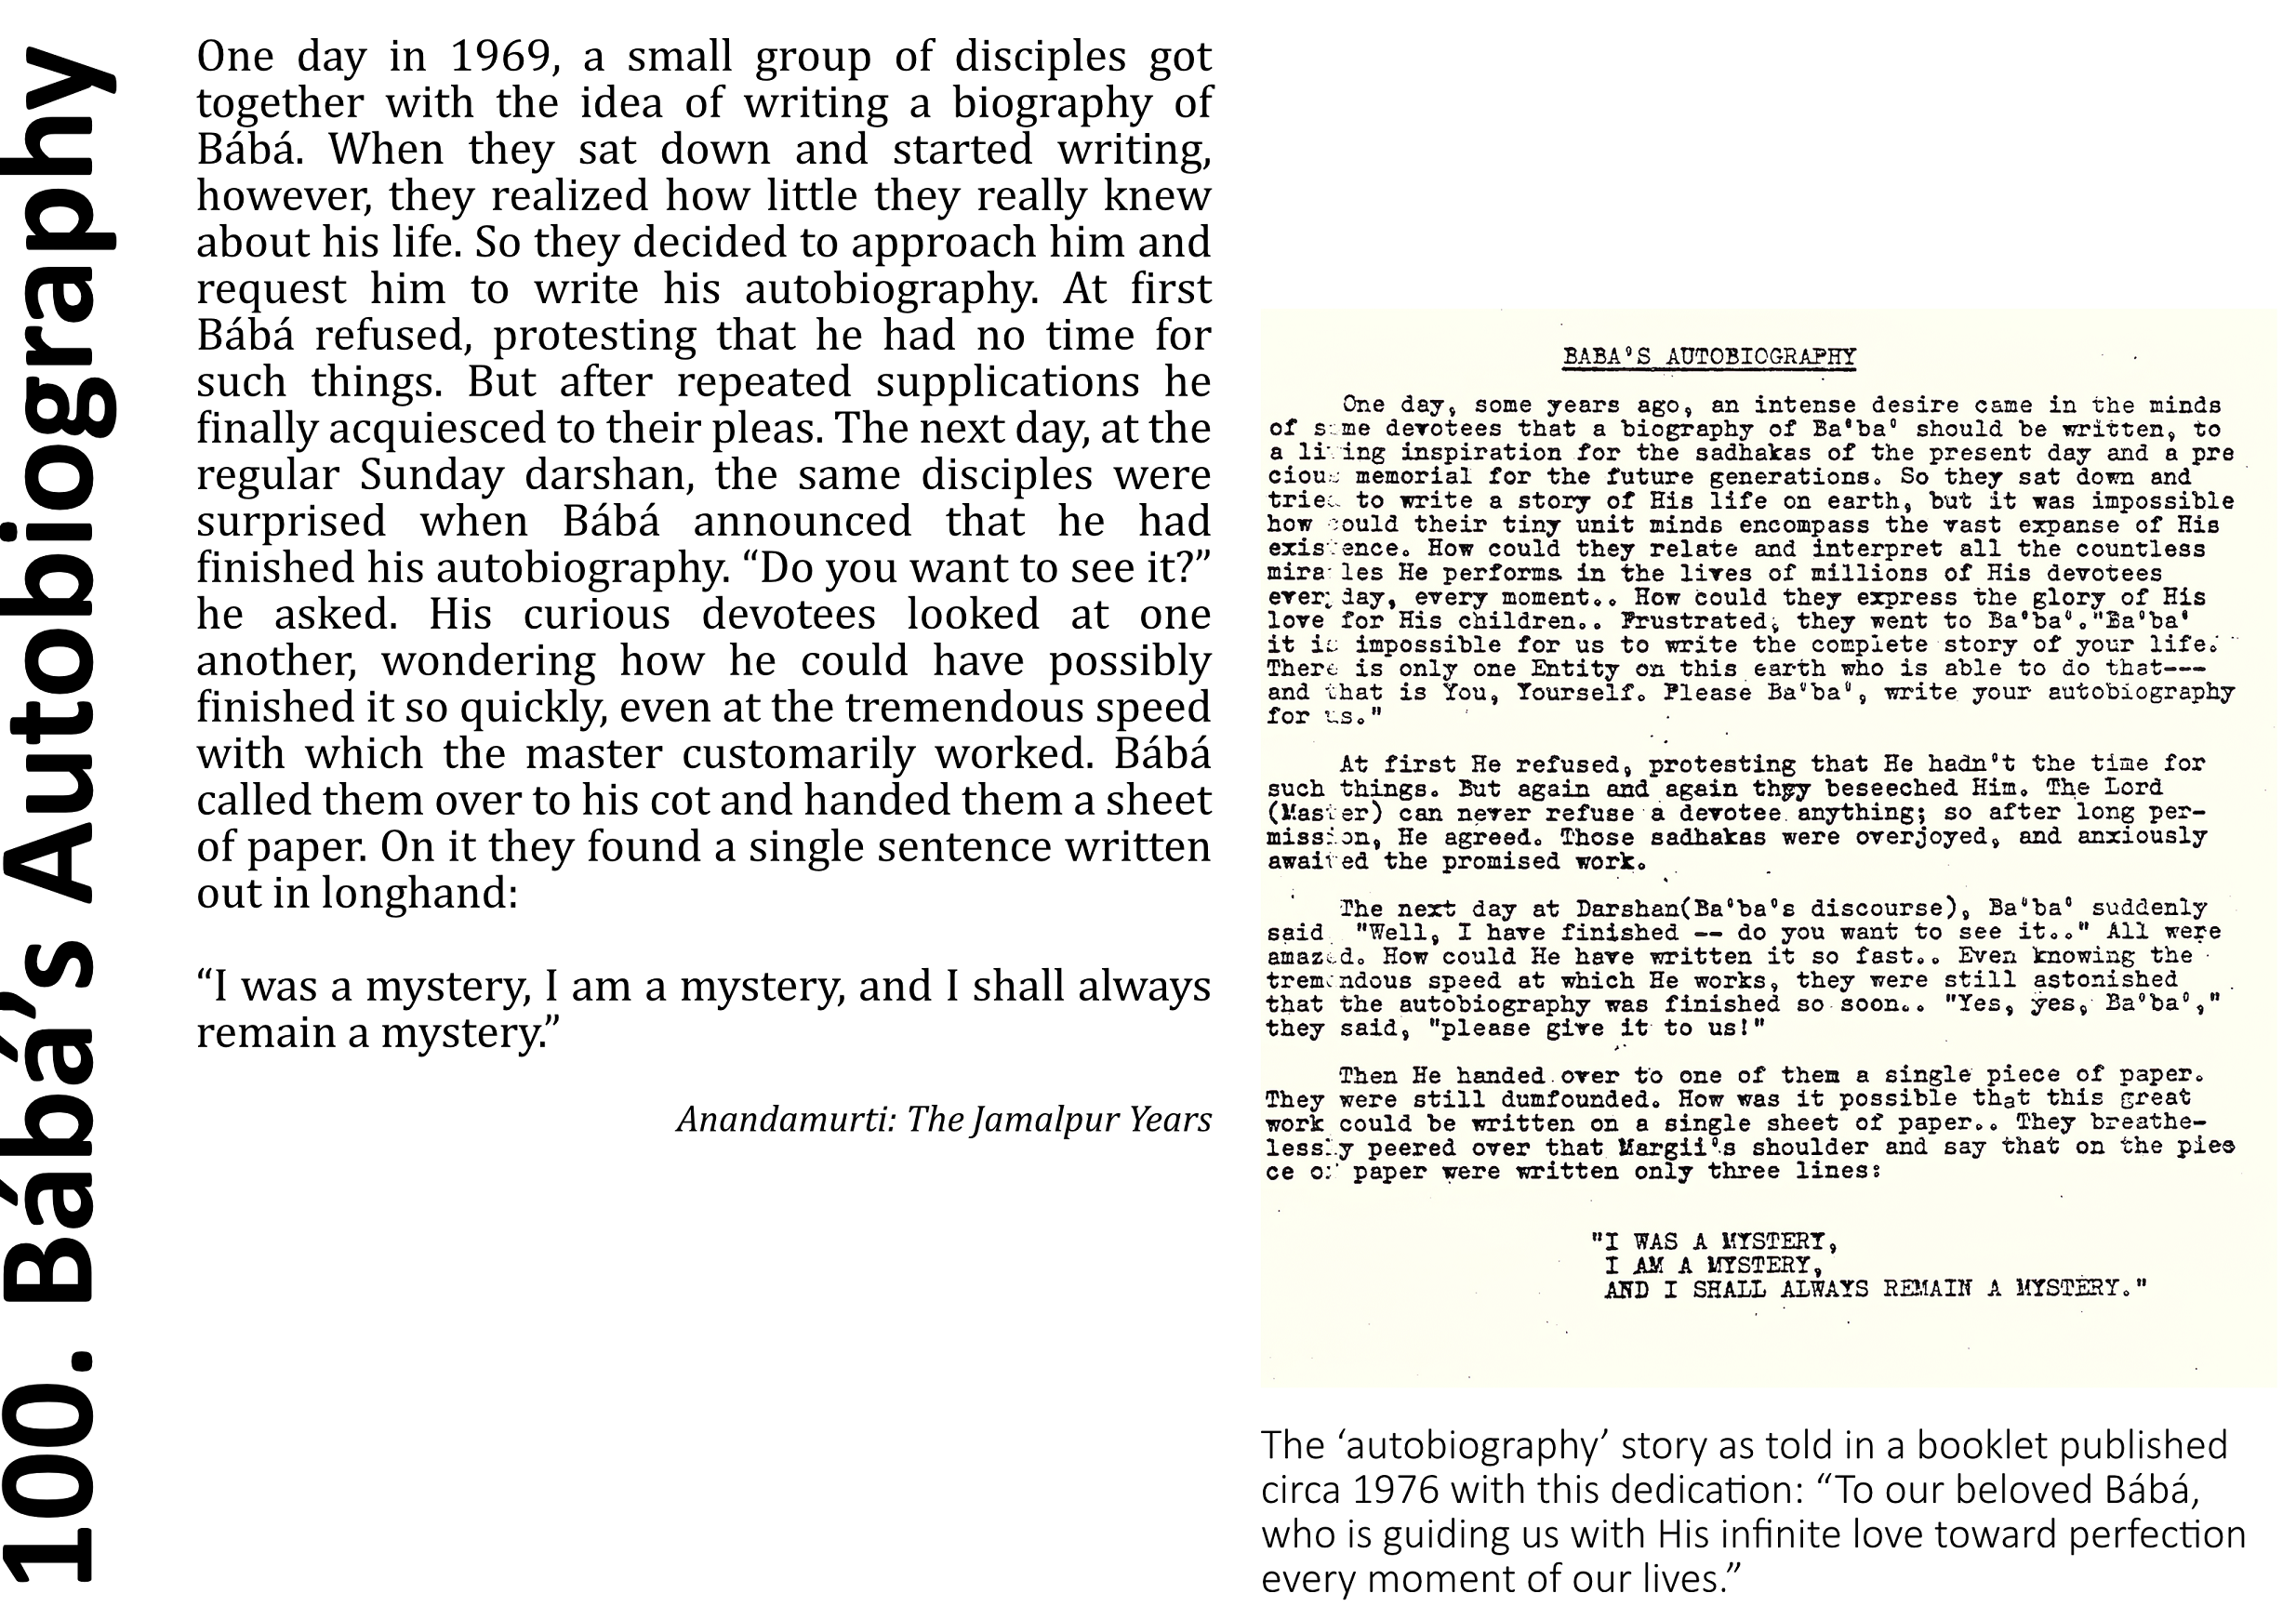 100. Bábá’s Autobiography
One day in 1969, a small group of disciples got
together with the idea of writing a biography of
Bábá. When they sat down and started writing,
however, they realized how little they really knew
about his life. So they decided to approach him and
request him to write his autobiography. At first
Bábá refused, protesting that he had no time for
such things. But after repeated supplications he
finally acquiesced to their pleas. The next day, at the
regular Sunday darshan, the same disciples were
surprised when Bábá announced that he had
finished his autobiography. “Do you want to see it?”
he asked. His curious devotees looked at one
another, wondering how he could have possibly
finished it so quickly, even at the tremendous speed
with which the master customarily worked. Bábá
called them over to his cot and handed them a sheet
of paper. On it they found a single sentence written
out in longhand:
“I was a mystery, I am a mystery, and I shall always
remain a mystery.”
Anandamurti: The Jamalpur Years
BABA'S AUTOBIOGRAPHY
One day, some years ago, an intense desire came in the minds
of some devotees that a biography of Ba'ba' should be written, to
a living inspiration for the sadhakas of the present day and a pre
cious memorial for the future generations. So they sat down and
tried to write a story of His life on earth, but it was impossible
how could their tiny unit minds encompass the vast expanse of His
existence. How could they relate and interpret all the countless
miracles He performs in the lives of millions of His devotees
every day, every moment.. How could they express the glory of His
love for His children.. Frustrated, they went to Ba'ba'."Ba'ba'
it is impossible for us to write the complete story of your life.
There is only one Entity on this earth who is able to do that----
and that is You, Yourself. Please Ba'ba', write your autobiography
for us."
At first He refused, protesting that He hadn't the time for
such things. But again and again they beseeched Him. The Lord
(Master) can never refuse a devotee anything; so after long per-
mission, He agreed. Those sadhakas were overjoyed, and anxiously
awaited the promised work.
The next day at Darshan(Ba'ba's discourse), Ba'ba' suddenly
said "Well, I have finished -- do you want to see it.." All were
amazed. How could He have written it so fast.. Even knowing the
tremendous speed at which He works, they were still astonished
that the autobiography was finished so soon.. "Yes, yes, Ba'ba',"
they said, "please give it to us!"
Then He handed over to one of them a single piece of paper.
They were still dumfounded. How was it possible that this great
work could be written on a single sheet of paper.. They breathe-
lessly peered over that Margii's shoulder and say that on the pies
ce of paper were written only three lines:
"I WAS A MYSTERY,
I AM A MYSTERY,
AND I SHALL ALWAYS REMAIN A MYSTERY."
The ‘autobiography’ story as told in a booklet published
circa 1976 with this dedication: “To our beloved Bábá,
who is guiding us with His infinite love toward perfection
every moment of our lives.”